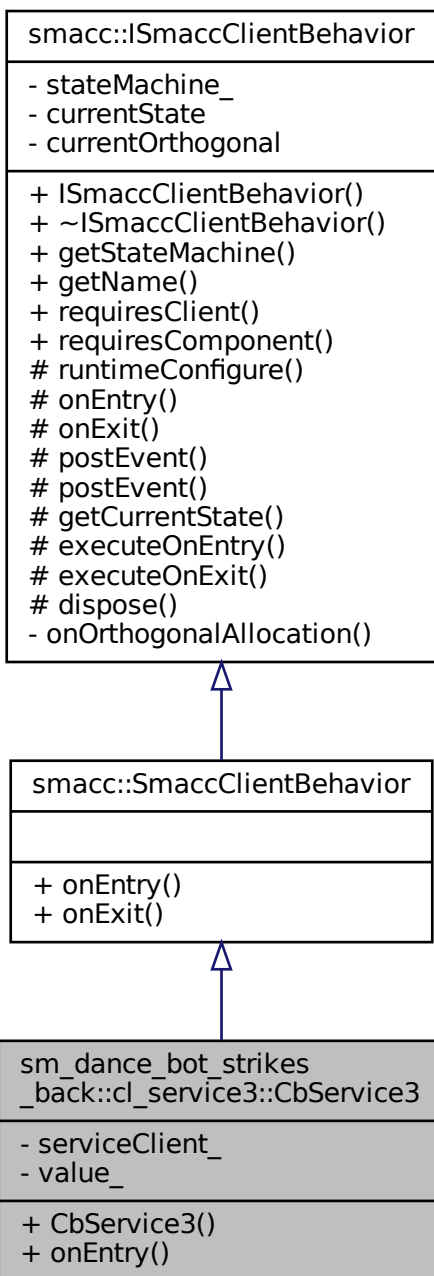 smacc::ISmaccClientBehavior
- stateMachine_
- currentState
- currentOrthogonal
+ ISmaccClientBehavior()
+ ~ISmaccClientBehavior()
+ getStateMachine()
+ getName()
+ requiresClient()
+ requiresComponent()
# runtimeConfigure()
# onEntry()
# onExit()
# postEvent()
# postEvent()
# getCurrentState()
# executeOnEntry()
# executeOnExit()
# dispose()
- onOrthogonalAllocation()
smacc::SmaccClientBehavior
+ onEntry()
+ onExit()
sm_dance_bot_strikes
_back::cl_service3::CbService3
- serviceClient_
- value_
+ CbService3()
+ onEntry()